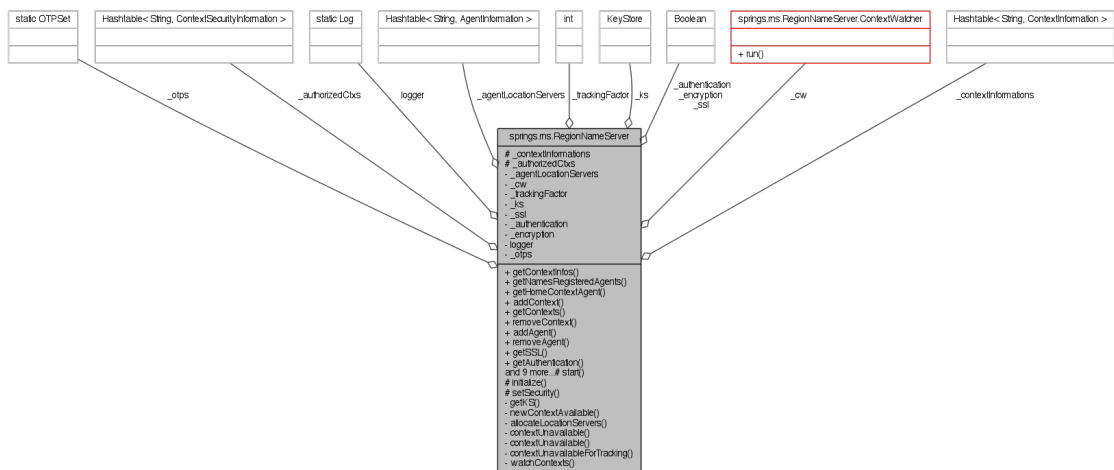 static OTPSet
Hashtable< String, ContextSecurityInformation >
static Log
Hashtable< String, AgentInformation >
int
KeyStore
Boolean
springs.ms.RegionNameServer.ContextWatcher
+ run()
Hashtable< String, ContextInformation >
_otps
_authorizedCtxs
logger
_agentLocationServers
_trackingFactor
_ks
_authentication
_encryption
_ssl
_cw
_contextInformations
springs.ms.RegionNameServer
# _contextInformations
# _authorizedCtxs
- _agentLocationServers
- _cw
- _trackingFactor
- _ks
- _ssl
- _authentication
- _encryption
- logger
- _otps
+ getContextInfos()
+ getNamesRegisteredAgents()
+ getHomeContextAgent()
+ addContext()
+ getContexts()
+ removeContext()
+ addAgent()
+ removeAgent()
+ getSSL()
+ getAuthentication()
and 9 more...# start()
# initialize()
# setSecurity()
- getKS()
- newContextAvailable()
- allocateLocationServers()
- contextUnavailable()
- contextUnavailable()
- contextUnavailableForTracking()
- watchContexts()